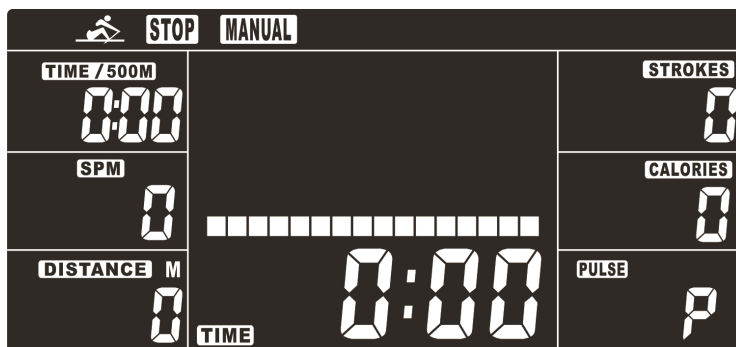 STOP MANUAL
TIME/500M
0:00
SPM
0
DISTANCE M
0
TIME
0:00
STROKES
0
CALORIES
0
PULSE
P